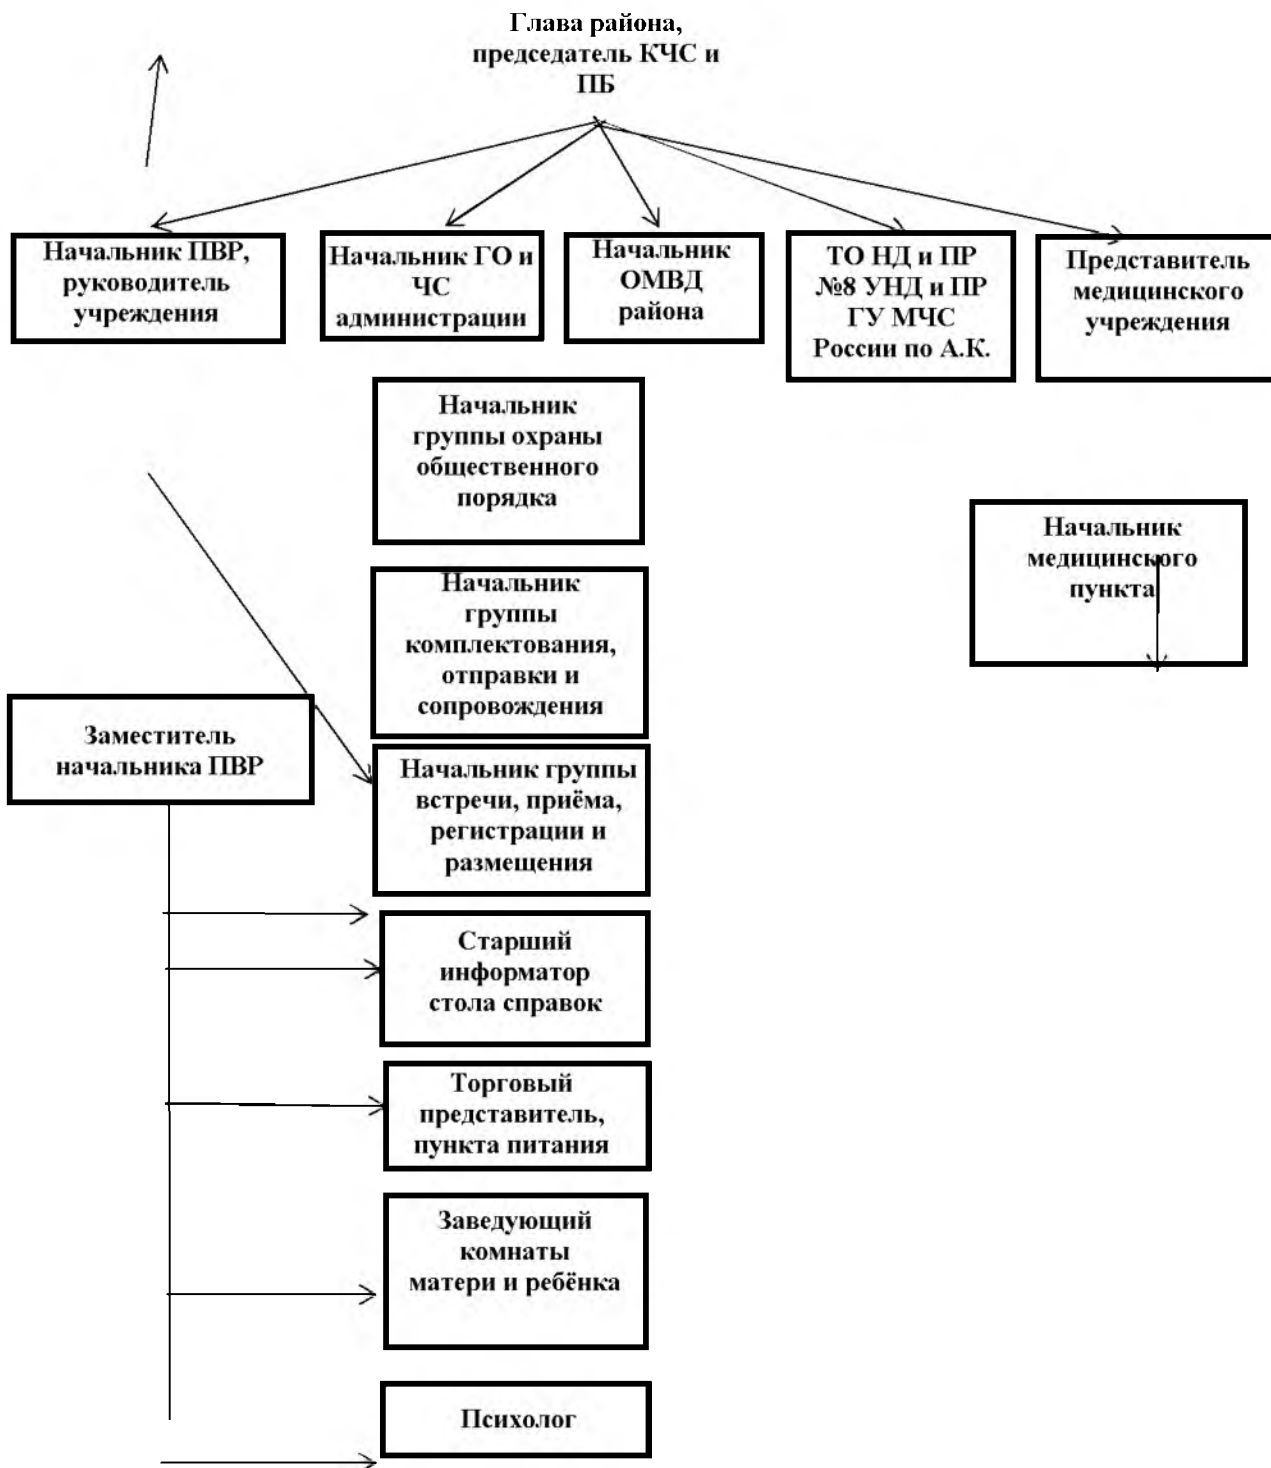 Глава района,
председатель КЧС и
ПБ
Начальник ПВР,
руководитель
учреждения
Начальник ГО и
ЧС
администрации
Начальник
ОМВД
района
ТО НД и ПР
№8 УНД и ПР
ГУ МЧС
России по А.К.
Представитель
медицинского
учреждения
Начальник
группы охраны
общественного
порядка
Начальник
медицинского
пункта
Начальник
группы
комплектования,
отправки и
сопровождения
Заместитель
начальника ПВР
Начальник группы
встречи, приёма,
регистрации и
размещения
Старший
информатор
стола справок
Торговый
представитель,
пункта питания
Заведующий
комнаты
матери и ребёнка
Психолог